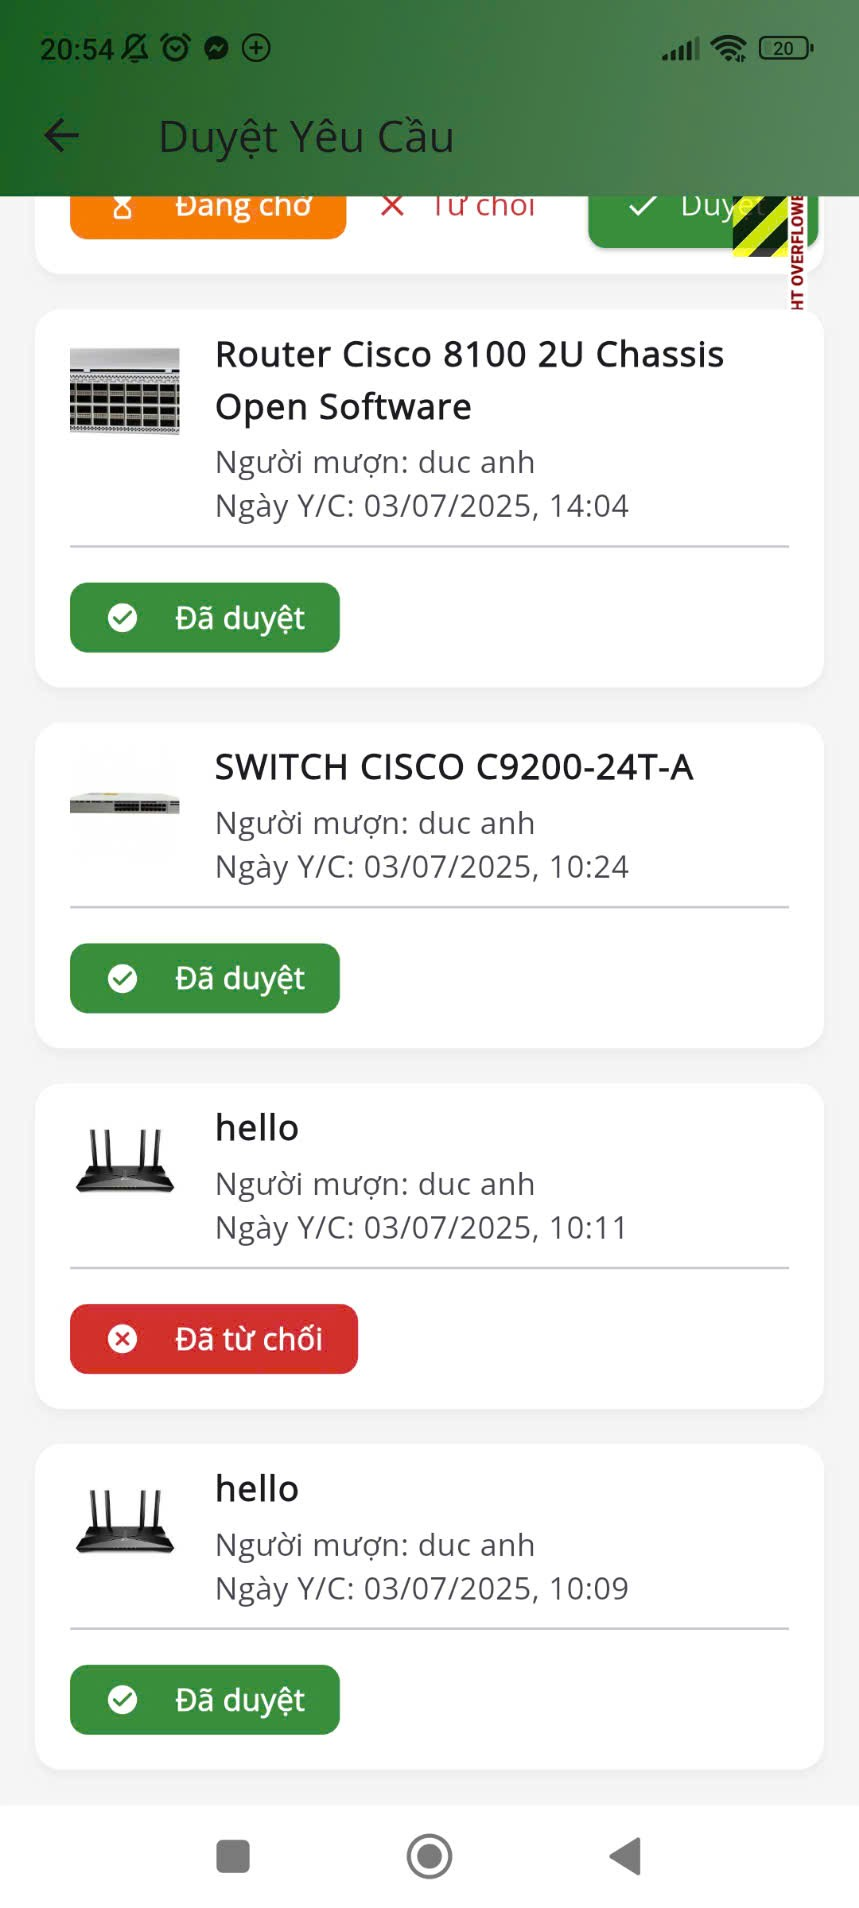 20:54
20
Duyệt Yêu Cầu
Đang chờ
Từ chối
Duyệt
HT OVERFLOWE
Router Cisco 8100 2U Chassis
Open Software
Người mượn: duc anh
Ngày Y/C: 03/07/2025, 14:04
Đã duyệt
SWITCH CISCO C9200-24T-A
Người mượn: duc anh
Ngày Y/C: 03/07/2025, 10:24
Đã duyệt
hello
Người mượn: duc anh
Ngày Y/C: 03/07/2025, 10:11
Đã từ chối
hello
Người mượn: duc anh
Ngày Y/C: 03/07/2025, 10:09
Đã duyệt